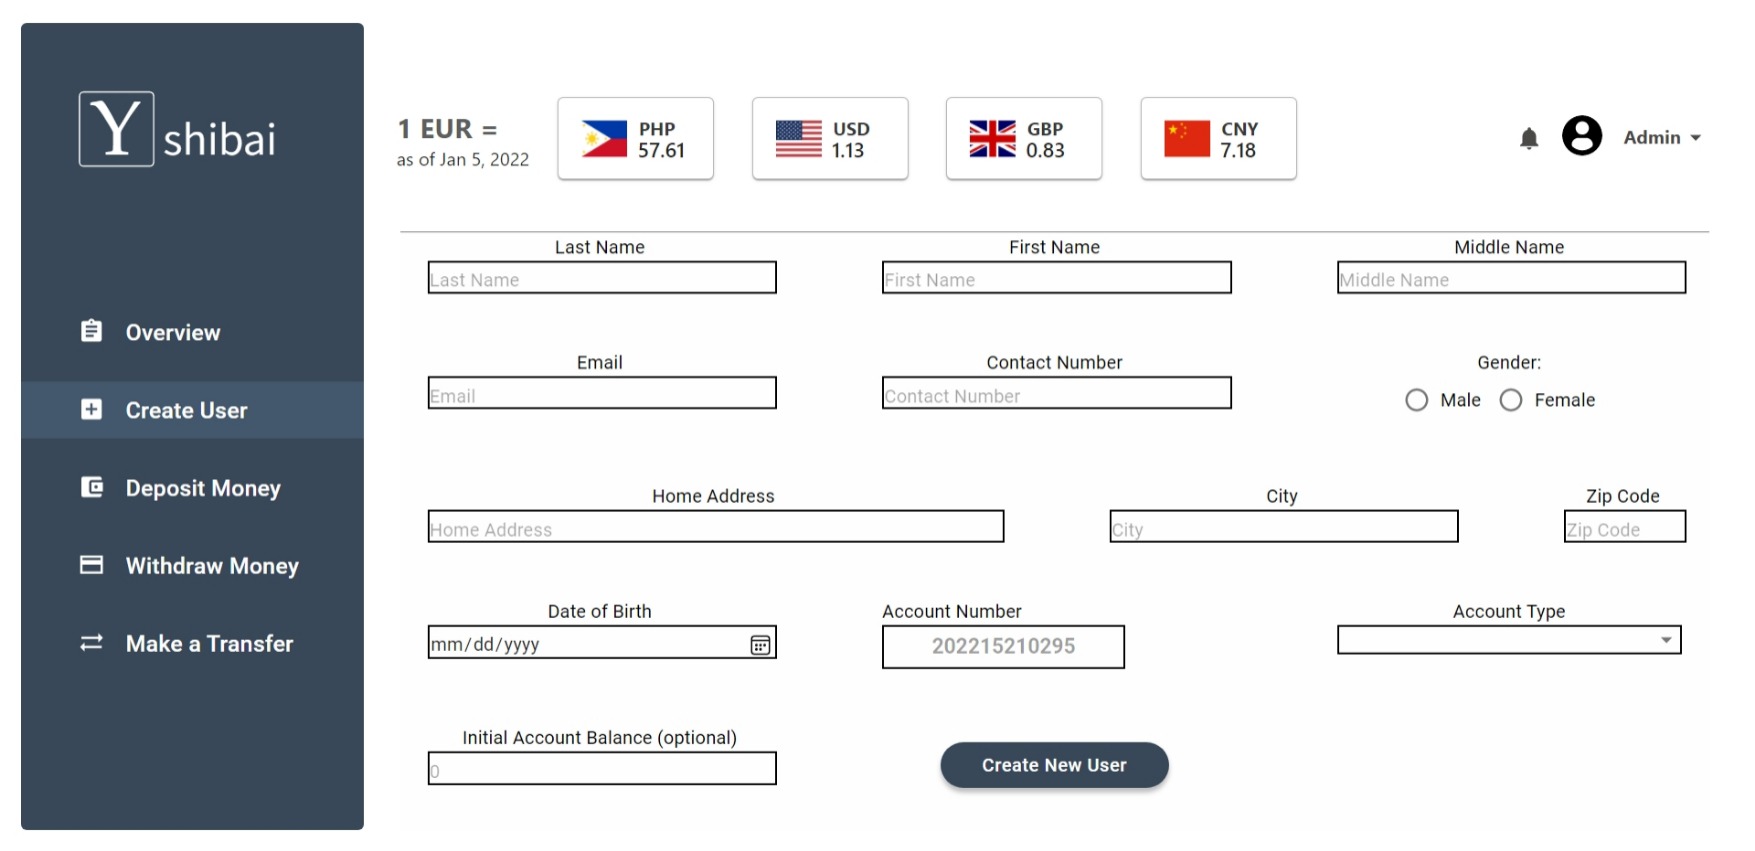 Y shibai
1 EUR =
as of Jan 5, 2022
PHP
57.61
USD
1.13
GBP
0.83
CNY
7.18
Admin
Overview
Create User
Deposit Money
Withdraw Money
Make a Transfer
Last Name
First Name
Middle Name
Last Name
First Name
Middle Name
Email
Contact Number
Gender:
Email
Contact Number
Male
Female
Home Address
City
Zip Code
Home Address
City
Zip Code
Date of Birth
Account Number
Account Type
mm/dd/yyyy
202215210295
Initial Account Balance (optional)
0
Create New User